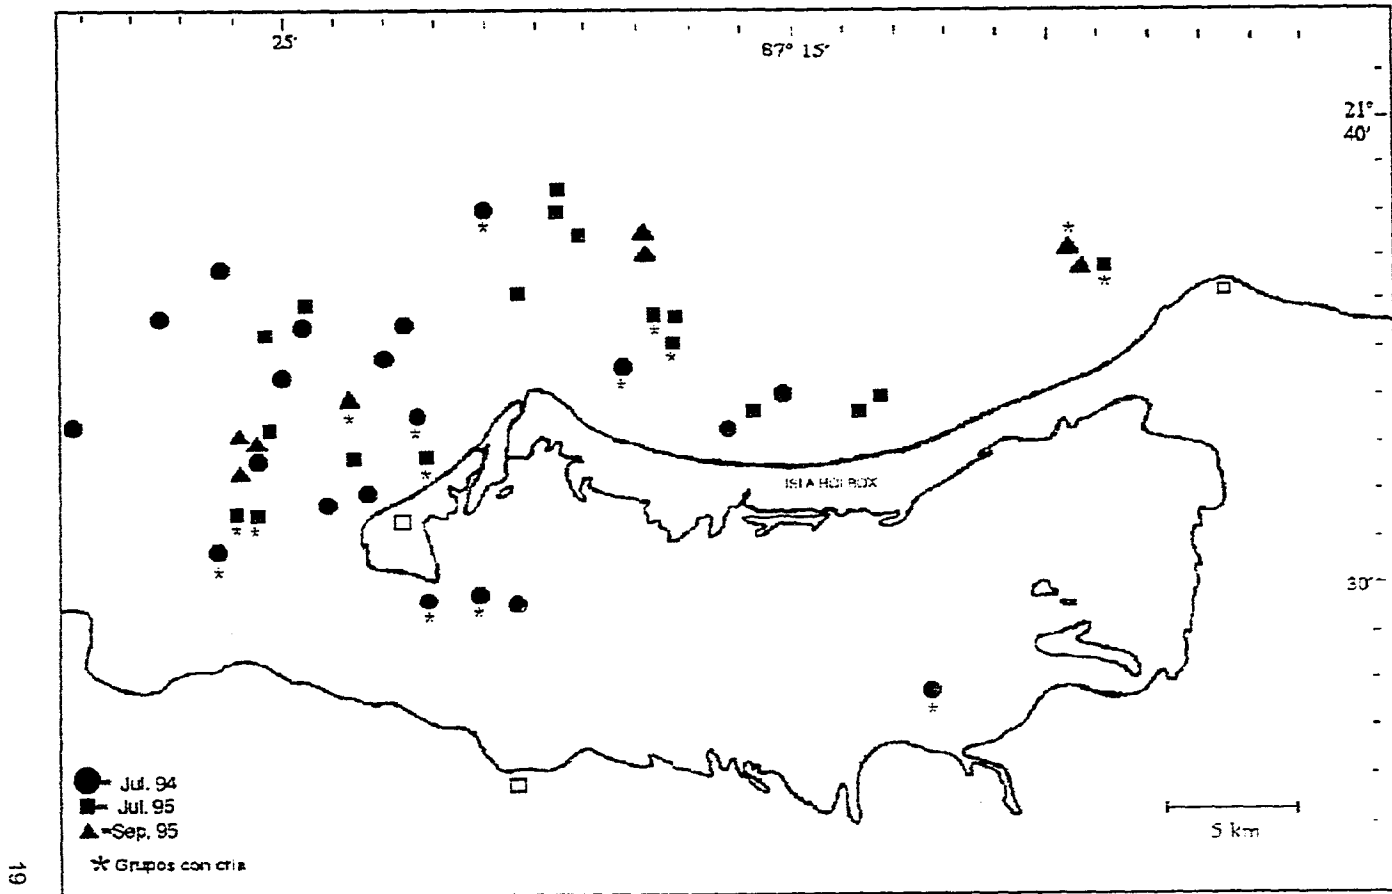 25'
87° 15'
21°
40'
ISLA HOLBOX
30'
= Jul. 94
= Jul. 95
=Sep. 95
* Grupos con cria
5 km
19